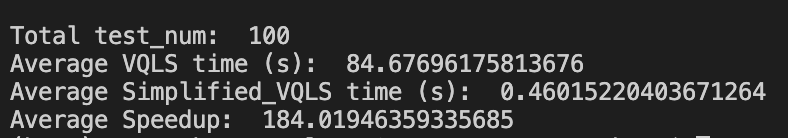 Total test_num:  100
Average VQLS time (s):  84.67696175813676
Average Simplified_VQLS time (s):  0.46015220403671264
Average Speedup:  184.01946359335685